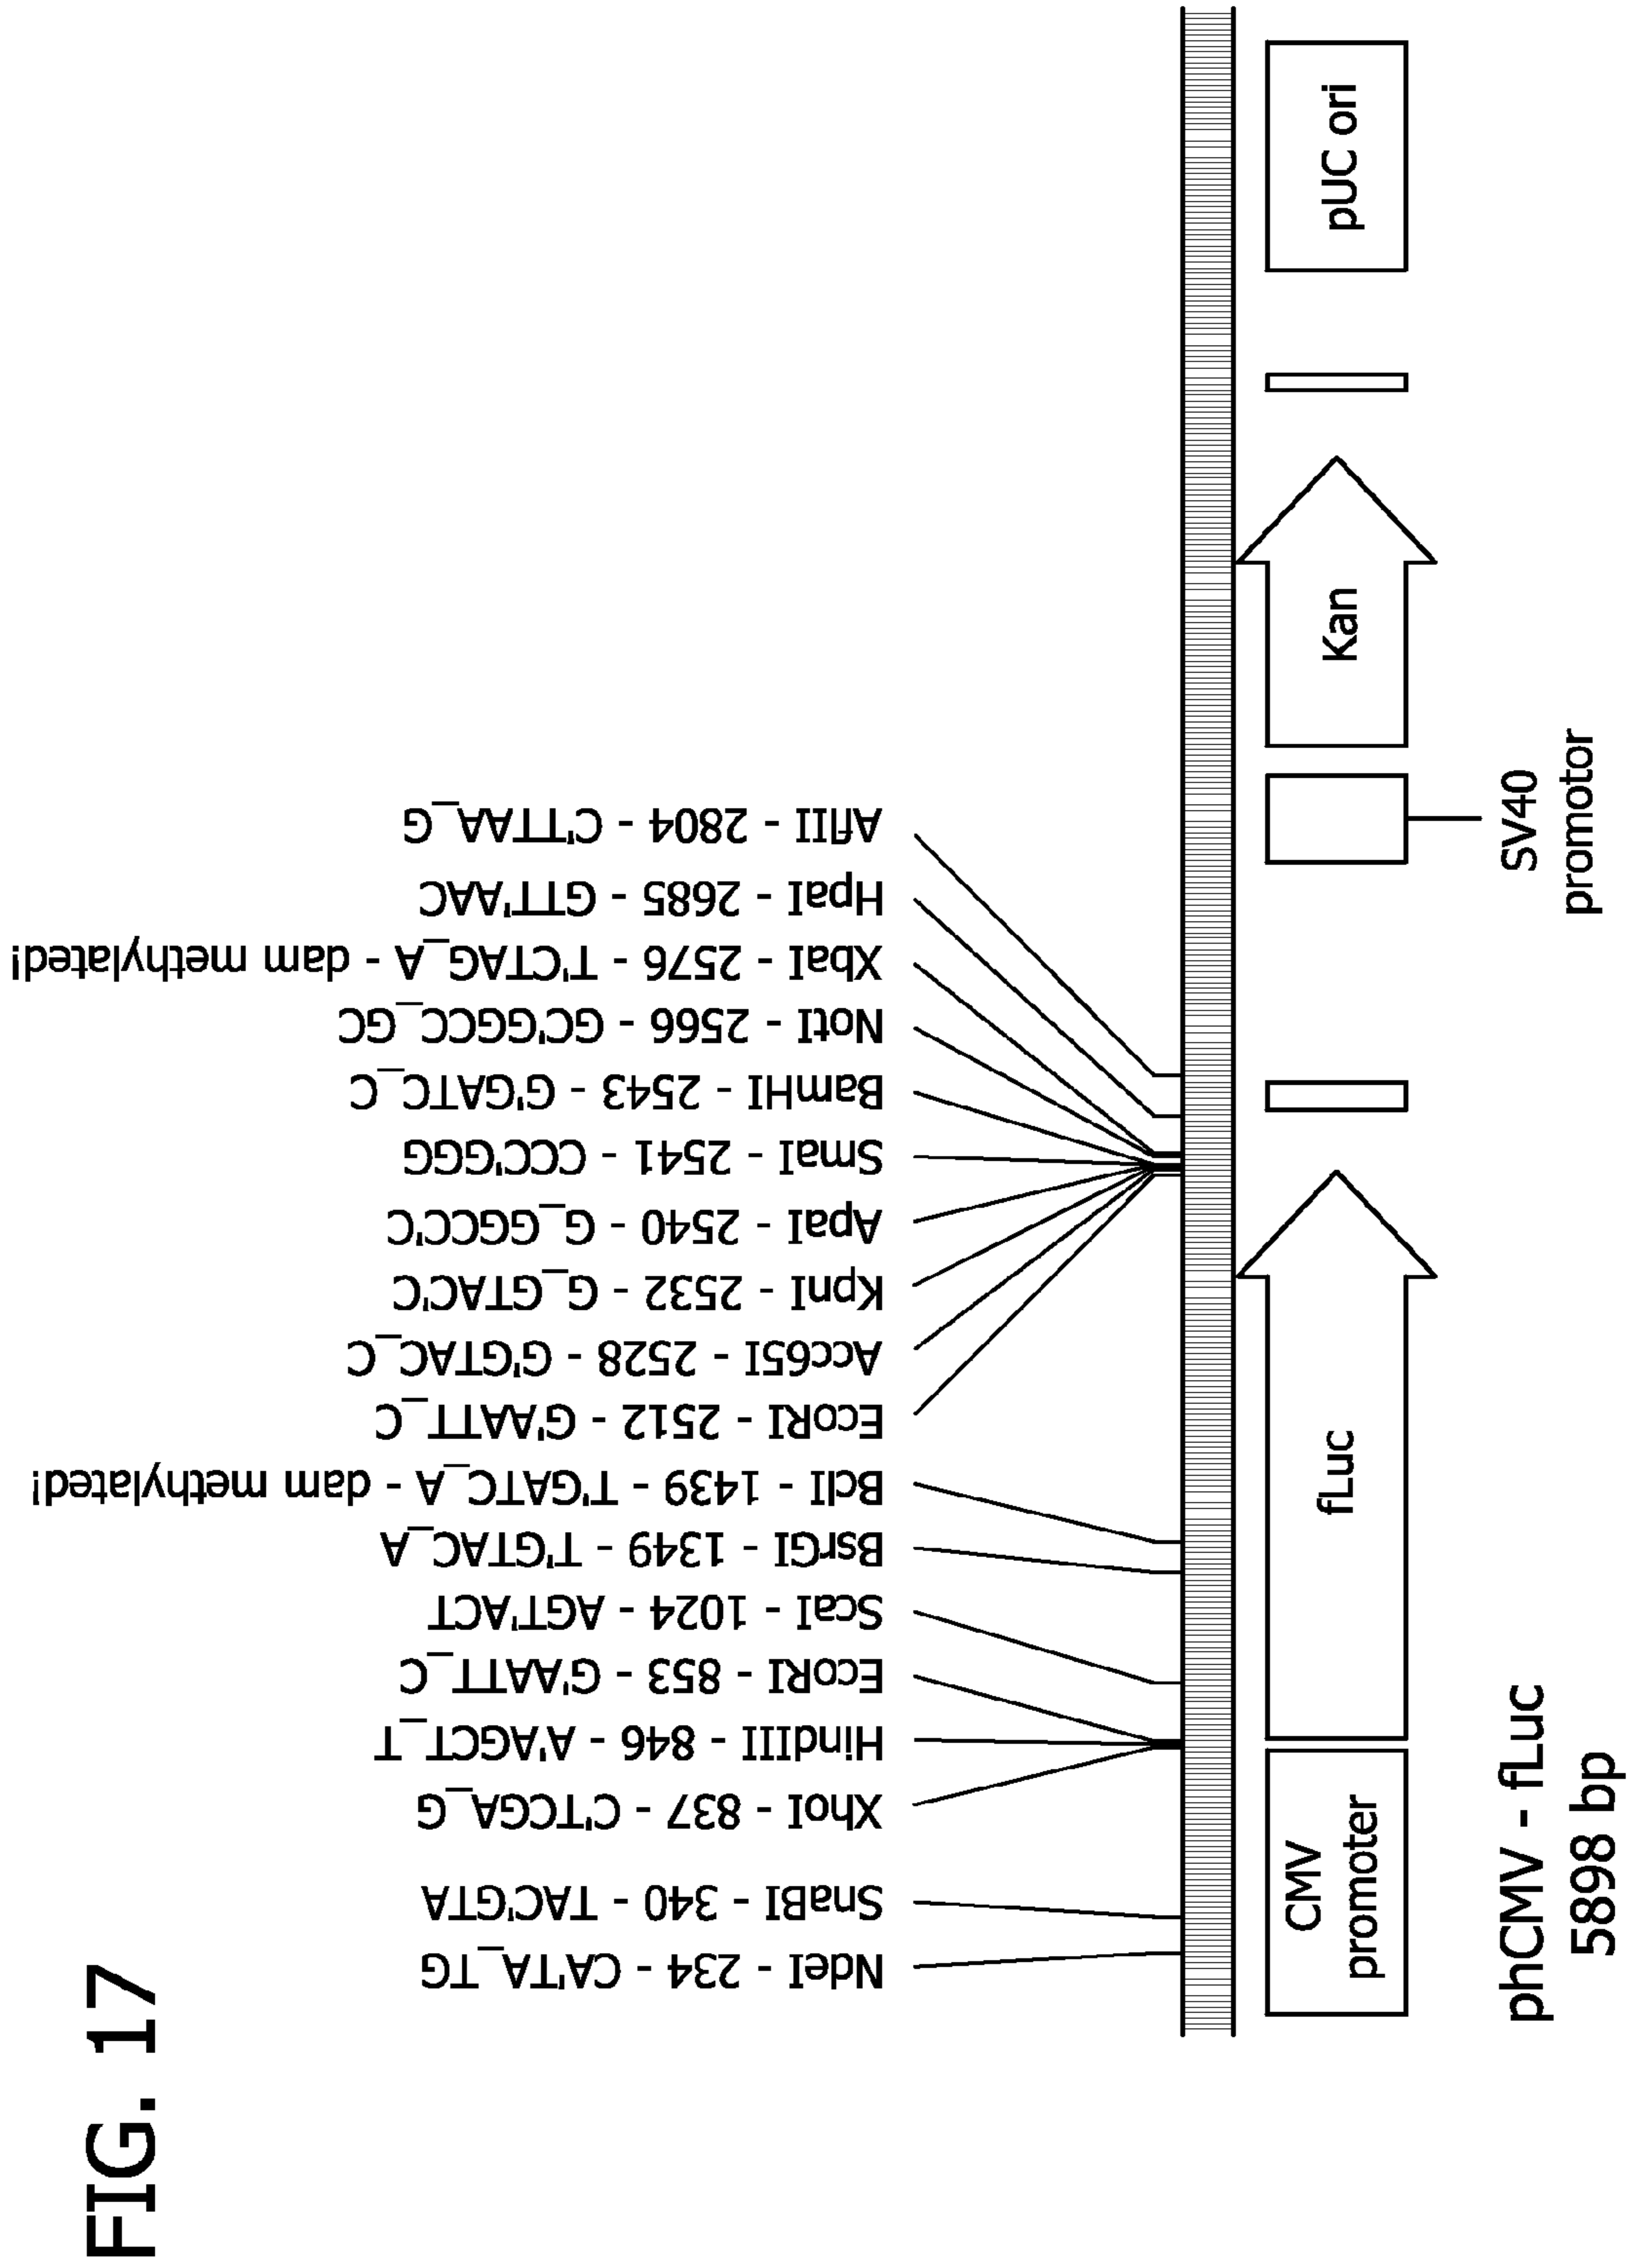 FIG. 17
NdeI - 234 - CA'TA_TG
SnaBI - 340 - TAC'GTA
XhoI - 837 - C'TCGA_G
HindIII - 846 - A'AGCT_T
EcoRI - 853 - G'AATT_C
ScaI - 1024 - AGT'ACT
BsrGI - 1349 - T'GTAC_A
BclI - 1439 - T'GATC_A - dam methylated!
EcoRI - 2512 - G'AATT_C
Acc65I - 2528 - G'GTAC_C
KpnI - 2532 - G_GTAC'C
ApaI - 2540 - G_GGCC'C
SmaI - 2541 - CCC'GGG
BamHI - 2543 - G'GATC_C
NotI - 2566 - GC'GGCC_GC
XbaI - 2576 - T'CTAG_A - dam methylated!
HpaI - 2685 - GTT'AAC
AflII - 2804 - C'TTAA_G
CMV
promoter
fLuc
Kan
pUC ori
SV40
promotor
phCMV - fLuc
5898 bp